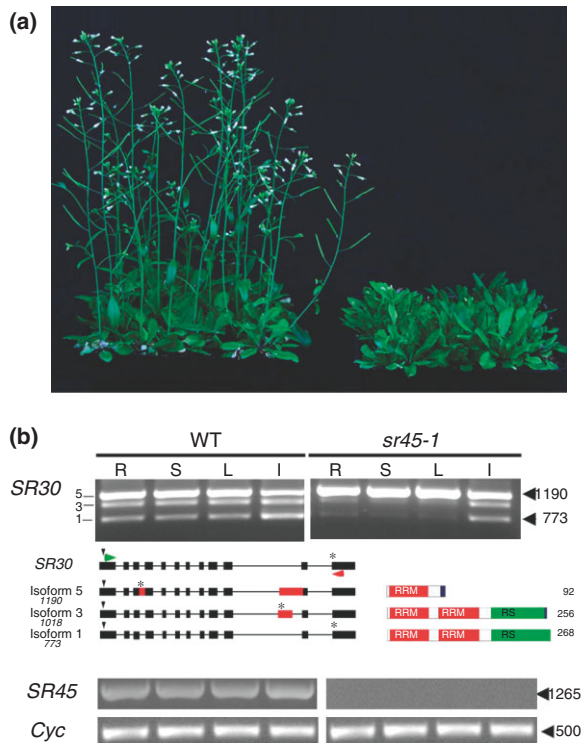 (a)
(b)
WT sr45-1
R S L I R S L I
SR30 5 1190
3
1 773
SR30 * 
Isoform 5 * RRM 92
1190
Isoform 3 * RRM RRM RS 256
1018
Isoform 1 * RRM RRM RS 268
773
SR45 1265
Cyc 500